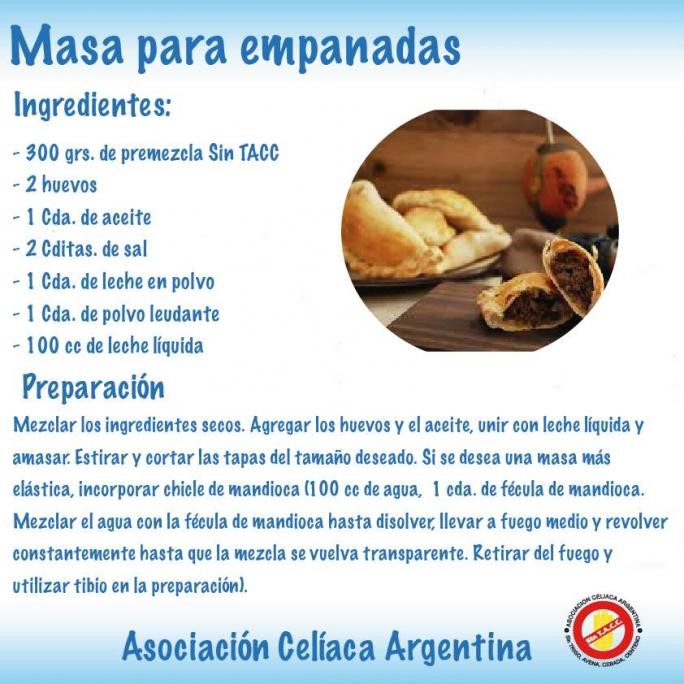 Masa para empanadas
Ingredientes:
- 300 grs. de premezcla Sin TACC
- 2 huevos
- 1 Cda. de aceite
- 2 Cditas. de sal
- 1 Cda. de leche en polvo
- 1 Cda. de polvo leudante
- 100 cc de leche líquida
Preparación
Mezclar los ingredientes secos. Agregar los huevos y el aceite, unir con leche líquida y
amasar. Estirar y cortar las tapas del tamaño deseado. Si se desea una masa más
elástica, incorporar chicle de mandioca (100 cc de agua, 1 cda. de fécula de mandioca.
Mezclar el agua con la fécula de mandioca hasta disolver, llevar a fuego medio y revolver
constantemente hasta que la mezcla se vuelva transparente. Retirar del fuego y
utilizar tibio en la preparación).
Asociación Celíaca Argentina
ASOCIACION CELIACA ARGENTINA
Sin T.A.C.C.
SIN TRIGO, AVENA, CEBADA, CENTENO